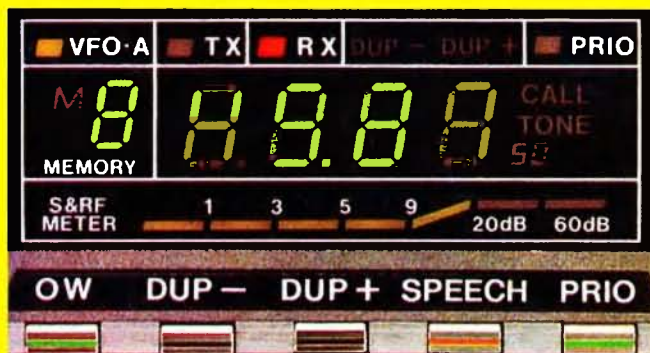 VFO·A TX RX DUP - DUP + PRIO
M 8 CALL
TONE
MEMORY
S&RF METER 1 3 5 9 20dB 60dB
OW DUP– DUP+ SPEECH PRIO